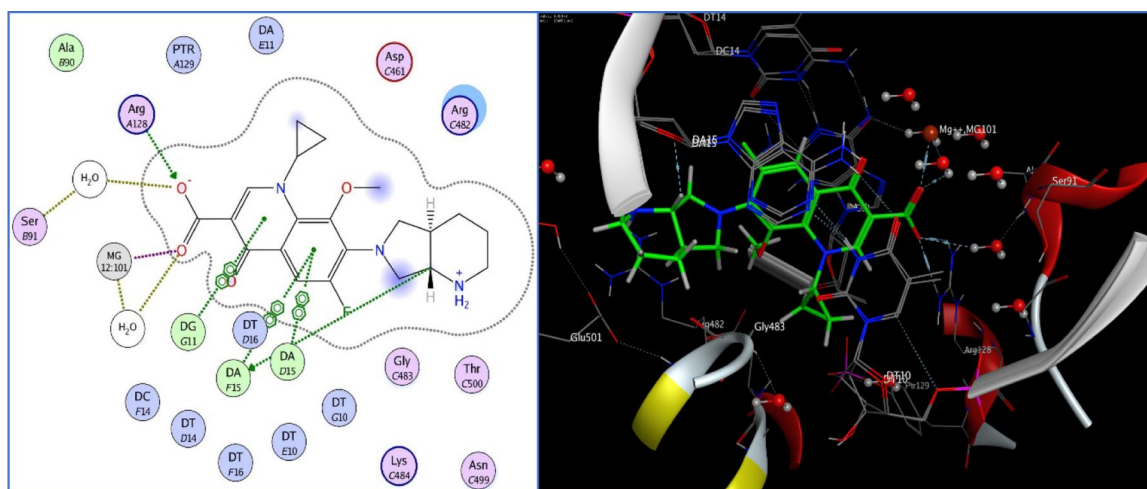 Ala
B90
PTR
A129
DA
E11
Asp
C461
Arg
C482
Arg
A128
H₂O
Ser
B91
MG
12:101
H₂O
O⁻
O
O
N
O
N
F
H
H
N
H₂
+
DG
G11
DT
D16
DA
F15
DA
D15
Gly
C483
Thr
C500
DC
F14
DT
D14
DT
F16
DT
E10
DT
G10
Lys
C484
Asn
C499
DT14
DC14
DA15
Mg++ MG101
Ser91
Glu501
Gly483
Arg128
DT10